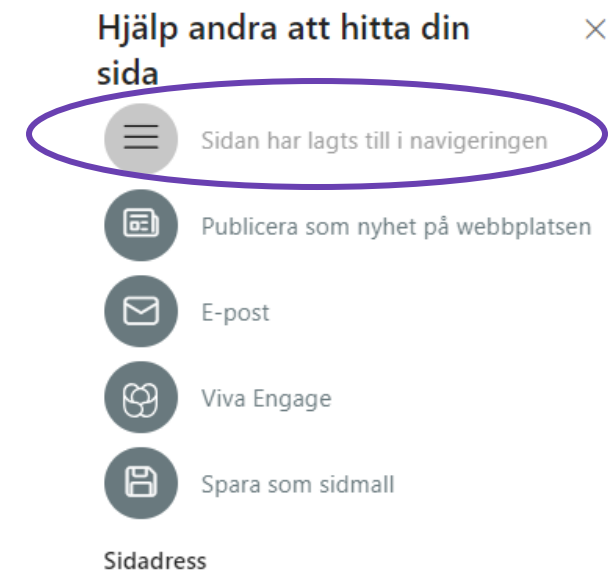 Hjälp andra att hitta din
sida
Sidan har lagts till i navigeringen
Publicera som nyhet på webbplatsen
E-post
Viva Engage
Spara som sidmall
Sidadress